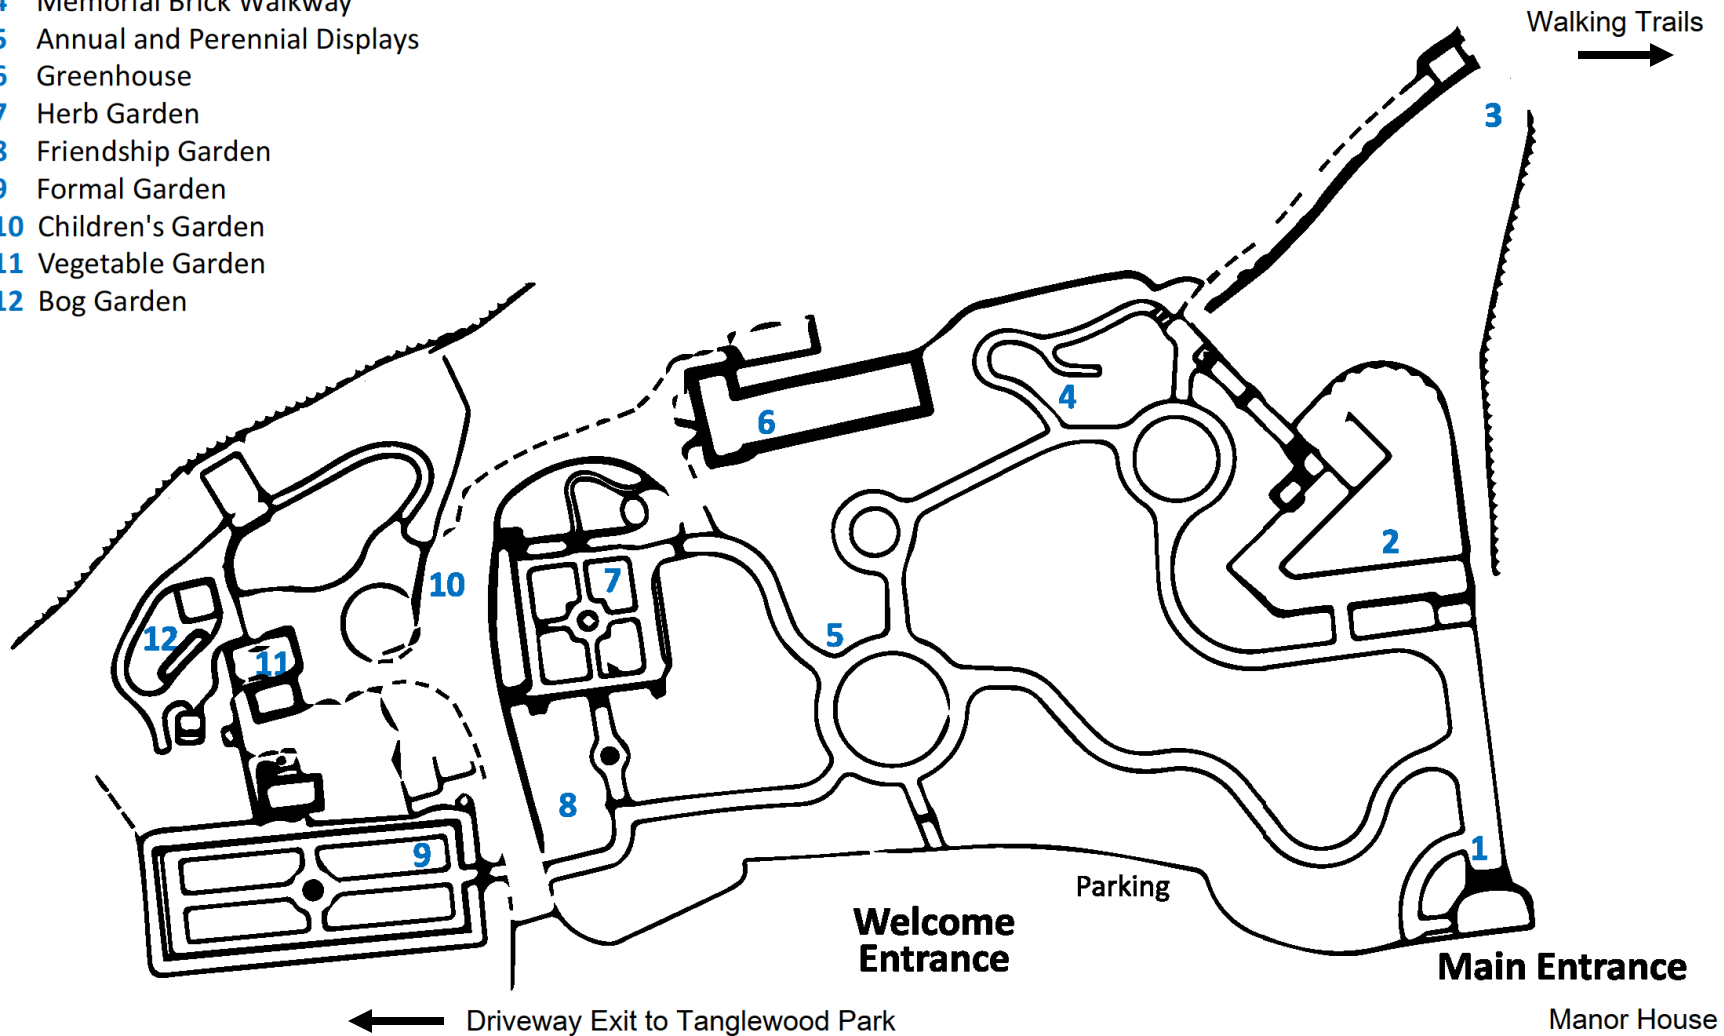 4 Memorial Brick Walkway
5 Annual and Perennial Displays
6 Greenhouse
7 Herb Garden
8 Friendship Garden
9 Formal Garden
10 Children's Garden
11 Vegetable Garden
12 Bog Garden
Walking Trails
3
4
6
2
10
7
12
5
11
8
9
1
Parking
Welcome
Entrance
Main Entrance
Driveway Exit to Tanglewood Park
Manor House